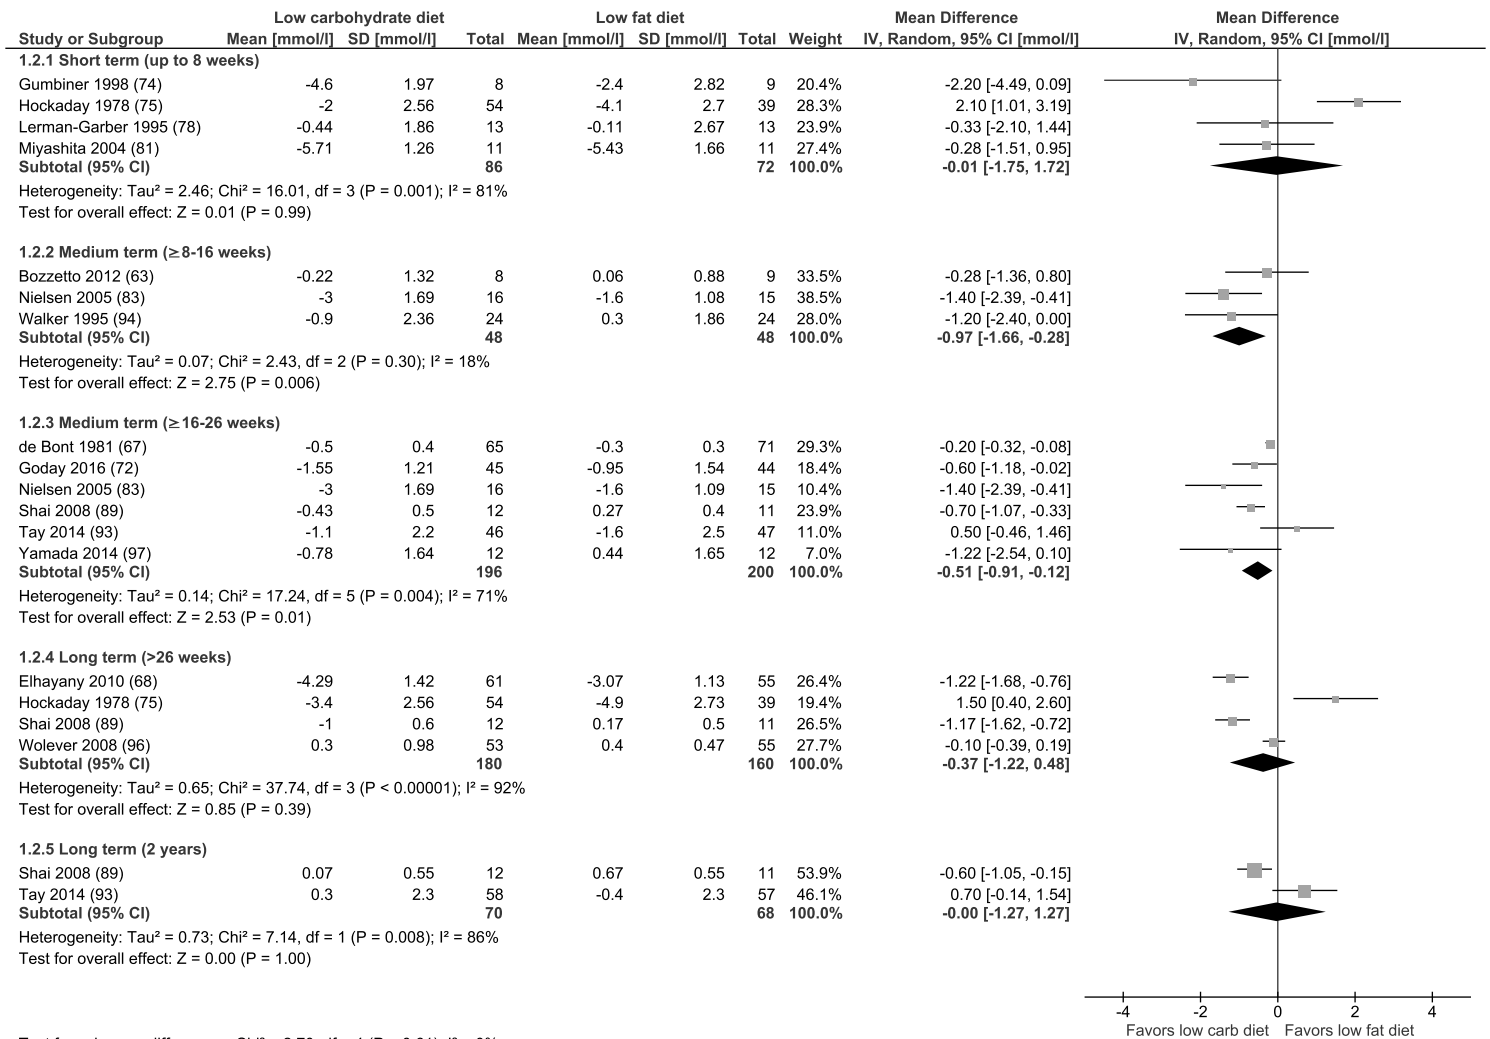 Low carbohydrate diet Low fat diet Mean Difference Mean Difference
Study or Subgroup Mean [mmol/l] SD [mmol/l] Total Mean [mmol/l] SD [mmol/l] Total Weight IV, Random, 95% CI [mmol/l] IV, Random, 95% CI [mmol/l]
1.2.1 Short term (up to 8 weeks)
Gumbiner 1998 (74) -4.6 1.97 8 -2.4 2.82 9 20.4% -2.20 [-4.49, 0.09]
Hockaday 1978 (75) -2 2.56 54 -4.1 2.7 39 28.3% 2.10 [1.01, 3.19]
Lerman-Garber 1995 (78) -0.44 1.86 13 -0.11 2.67 13 23.9% -0.33 [-2.10, 1.44]
Miyashita 2004 (81) -5.71 1.26 11 -5.43 1.66 11 27.4% -0.28 [-1.51, 0.95]
Subtotal (95% CI) 86 72 100.0% -0.01 [-1.75, 1.72]
Heterogeneity: Tau² = 2.46; Chi² = 16.01, df = 3 (P = 0.001); I² = 81%
Test for overall effect: Z = 0.01 (P = 0.99)
1.2.2 Medium term (≥8-16 weeks)
Bozzetto 2012 (63) -0.22 1.32 8 0.06 0.88 9 33.5% -0.28 [-1.36, 0.80]
Nielsen 2005 (83) -3 1.69 16 -1.6 1.08 15 38.5% -1.40 [-2.39, -0.41]
Walker 1995 (94) -0.9 2.36 24 0.3 1.86 24 28.0% -1.20 [-2.40, 0.00]
Subtotal (95% CI) 48 48 100.0% -0.97 [-1.66, -0.28]
Heterogeneity: Tau² = 0.07; Chi² = 2.43, df = 2 (P = 0.30); I² = 18%
Test for overall effect: Z = 2.75 (P = 0.006)
1.2.3 Medium term (≥16-26 weeks)
de Bont 1981 (67) -0.5 0.4 65 -0.3 0.3 71 29.3% -0.20 [-0.32, -0.08]
Goday 2016 (72) -1.55 1.21 45 -0.95 1.54 44 18.4% -0.60 [-1.18, -0.02]
Nielsen 2005 (83) -3 1.69 16 -1.6 1.09 15 10.4% -1.40 [-2.39, -0.41]
Shai 2008 (89) -0.43 0.5 12 0.27 0.4 11 23.9% -0.70 [-1.07, -0.33]
Tay 2014 (93) -1.1 2.2 46 -1.6 2.5 47 11.0% 0.50 [-0.46, 1.46]
Yamada 2014 (97) -0.78 1.64 12 0.44 1.65 12 7.0% -1.22 [-2.54, 0.10]
Subtotal (95% CI) 196 200 100.0% -0.51 [-0.91, -0.12]
Heterogeneity: Tau² = 0.14; Chi² = 17.24, df = 5 (P = 0.004); I² = 71%
Test for overall effect: Z = 2.53 (P = 0.01)
1.2.4 Long term (>26 weeks)
Elhayany 2010 (68) -4.29 1.42 61 -3.07 1.13 55 26.4% -1.22 [-1.68, -0.76]
Hockaday 1978 (75) -3.4 2.56 54 -4.9 2.73 39 19.4% 1.50 [0.40, 2.60]
Shai 2008 (89) -1 0.6 12 0.17 0.5 11 26.5% -1.17 [-1.62, -0.72]
Wolever 2008 (96) 0.3 0.98 53 0.4 0.47 55 27.7% -0.10 [-0.39, 0.19]
Subtotal (95% CI) 180 160 100.0% -0.37 [-1.22, 0.48]
Heterogeneity: Tau² = 0.65; Chi² = 37.74, df = 3 (P < 0.00001); I² = 92%
Test for overall effect: Z = 0.85 (P = 0.39)
1.2.5 Long term (2 years)
Shai 2008 (89) 0.07 0.55 12 0.67 0.55 11 53.9% -0.60 [-1.05, -0.15]
Tay 2014 (93) 0.3 2.3 58 -0.4 2.3 57 46.1% 0.70 [-0.14, 1.54]
Subtotal (95% CI) 70 68 100.0% -0.00 [-1.27, 1.27]
Heterogeneity: Tau² = 0.73; Chi² = 7.14, df = 1 (P = 0.008); I² = 86%
Test for overall effect: Z = 0.00 (P = 1.00)
-4 -2 0 2 4
Favors low carb diet Favors low fat diet